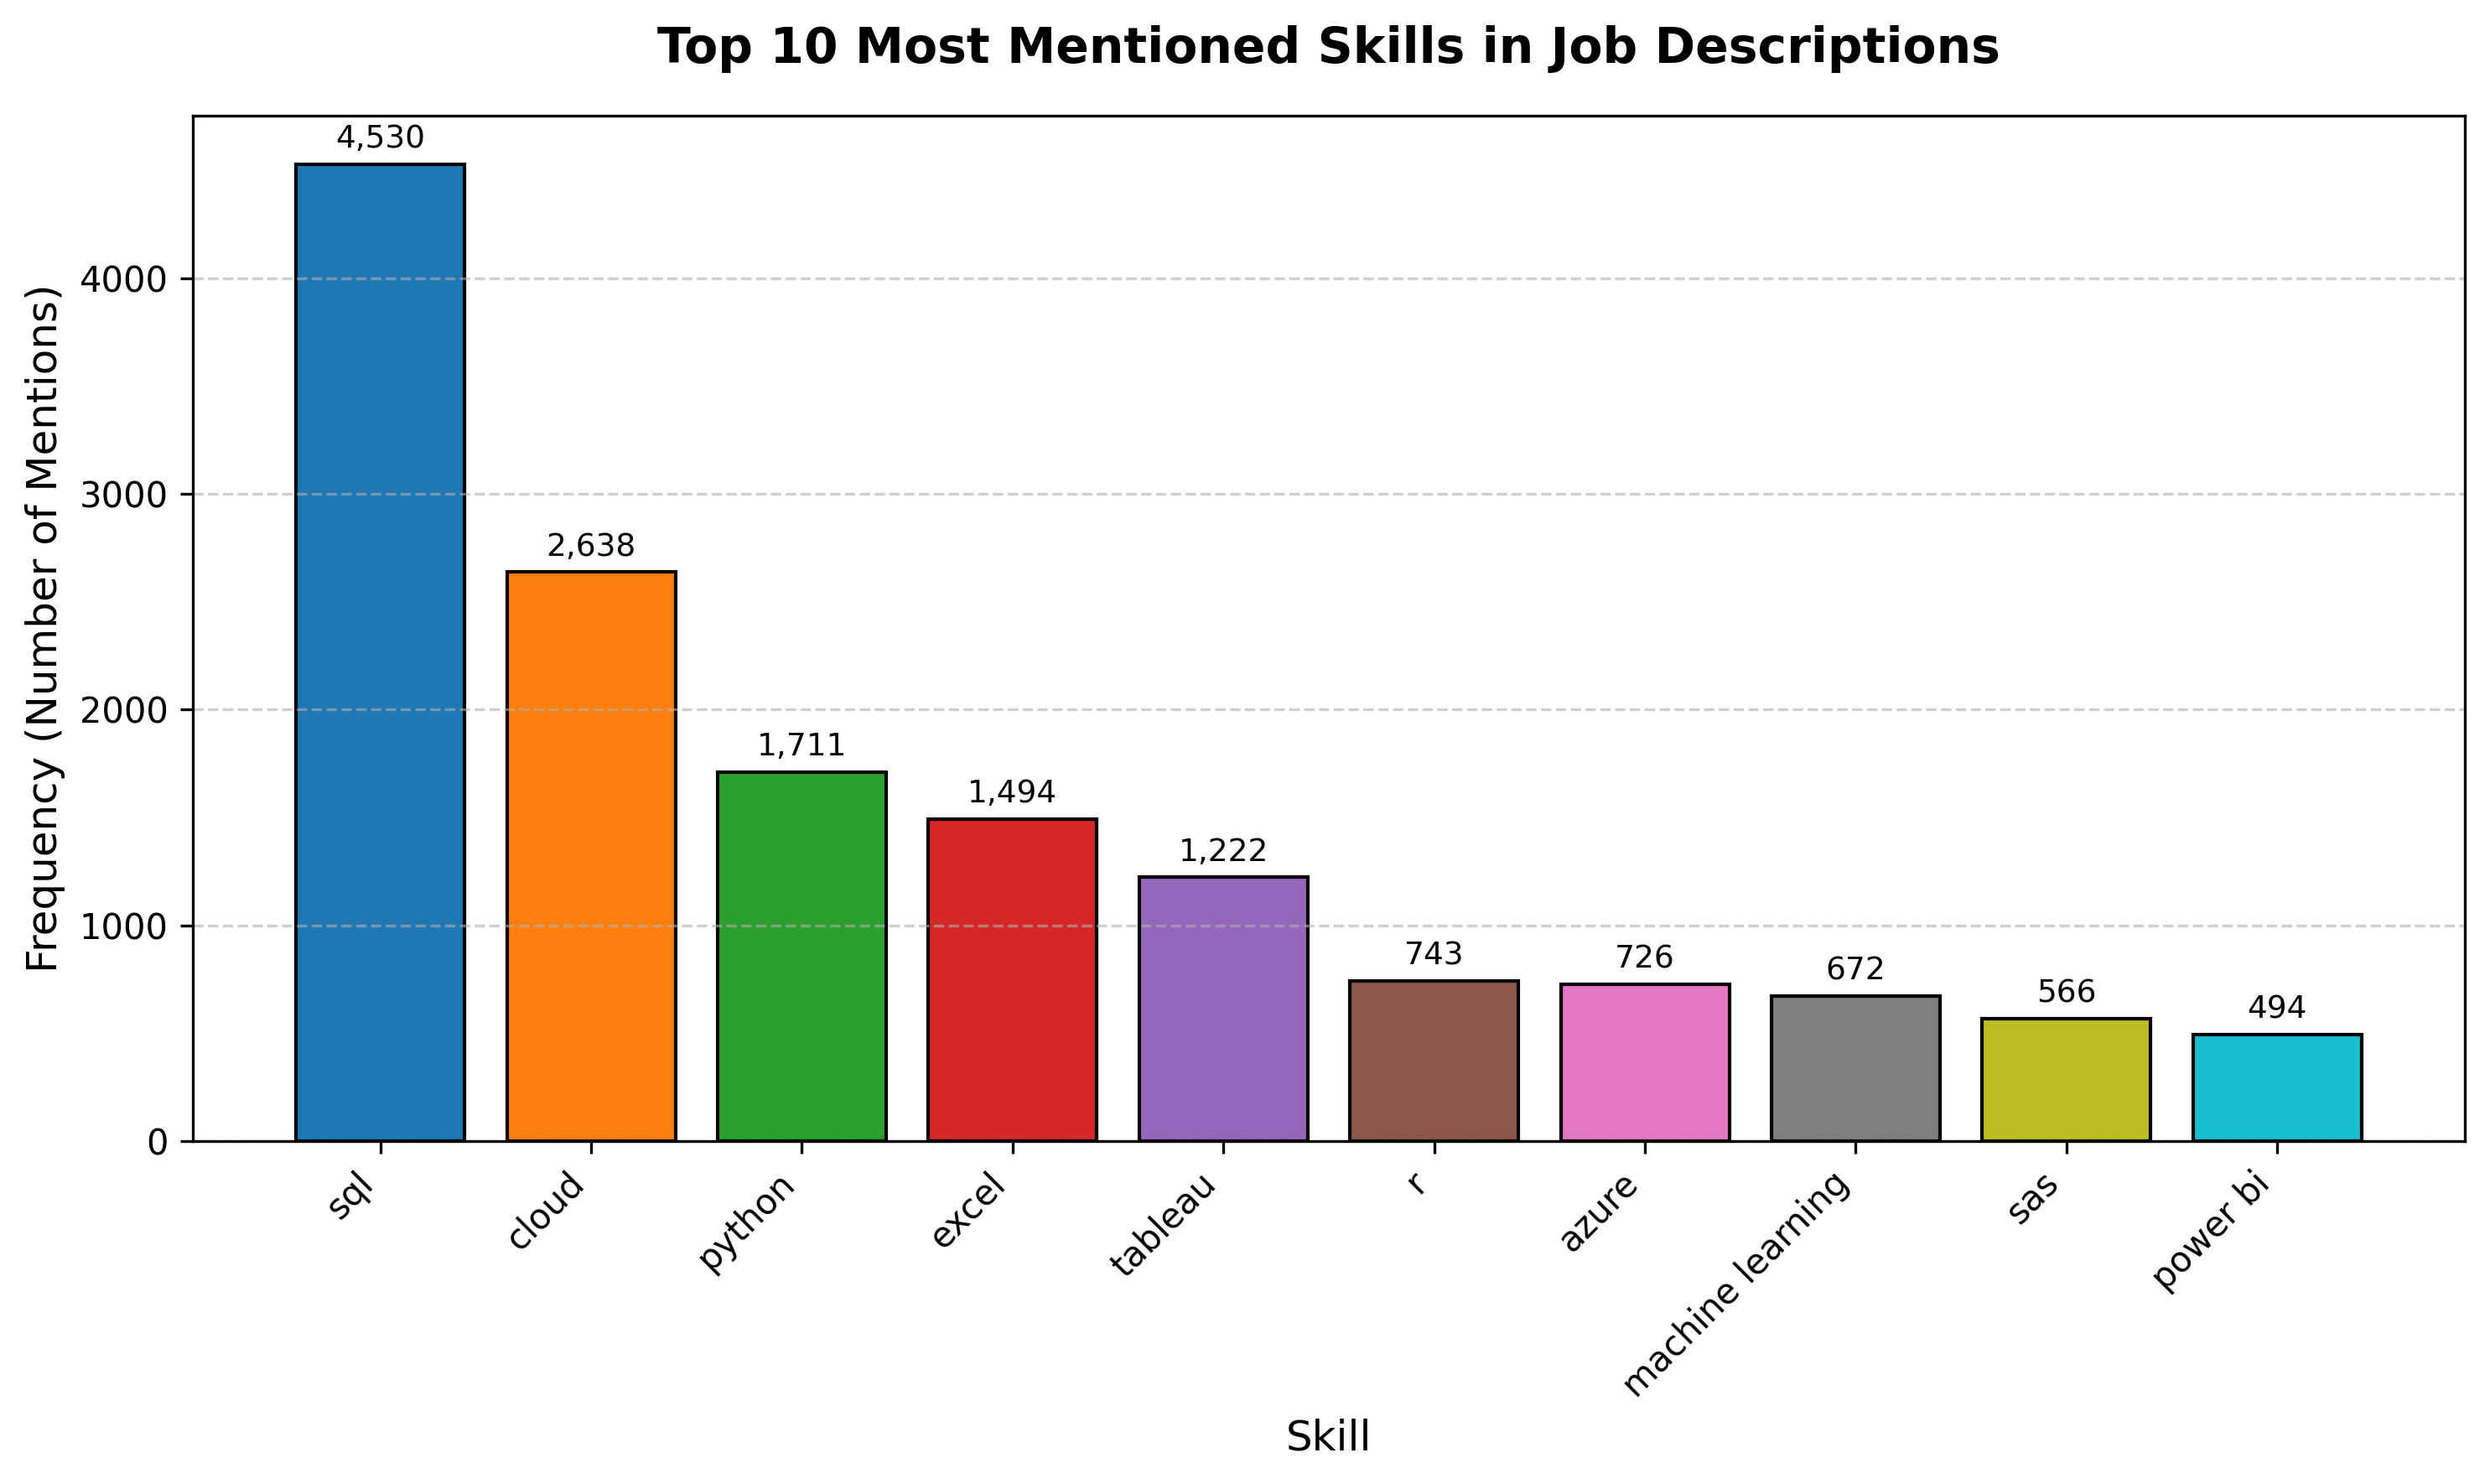 Top 10 Most Mentioned Skills in Job Descriptions
Frequency (Number of Mentions)
4000
3000
2000
1000
0
4,530
2,638
1,711
1,494
1,222
743
726
672
566
494
sql
cloud
python
excel
tableau
r
azure
machine learning
sas
power bi
Skill